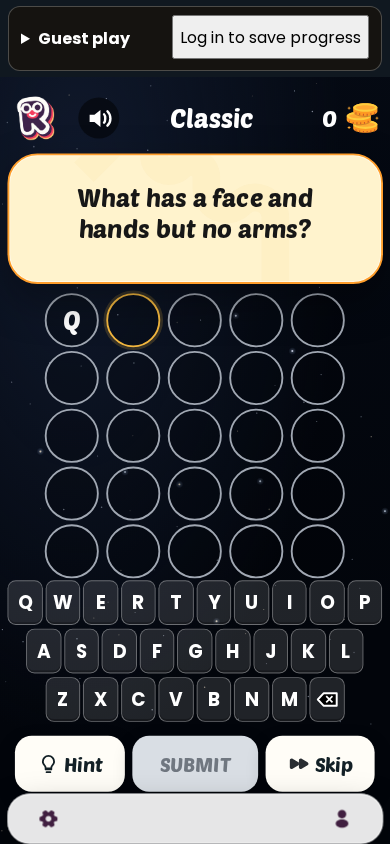 Guest play
Log in to save progress
R
Classic
0
What has a face and
hands but no arms?
Q
Q W E R T Y U I O P
A S D F G H J K L
Z X C V B N M
Hint
SUBMIT
Skip